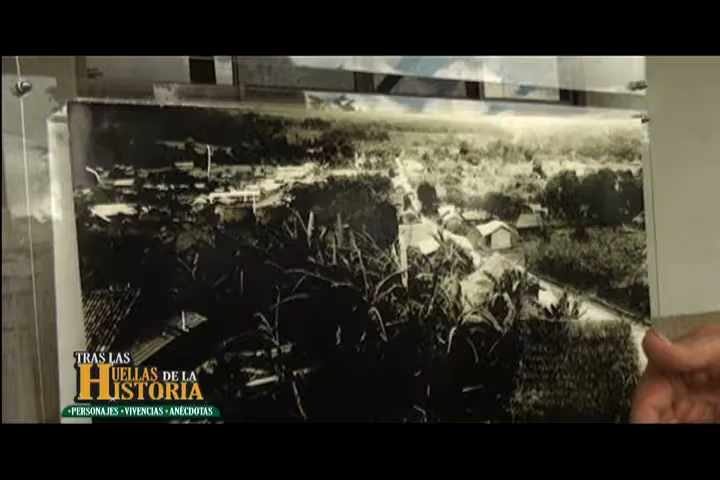 TRAS LAS
HUELLAS DE LA
HISTORIA
•PERSONAJES • VIVENCIAS • ANÉCDOTAS•